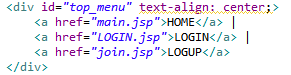 <div id="top_menu" text-align: center;>
<a href="main.jsp">HOME</a> |
<a href="LOGIN.jsp">LOGIN</a> |
<a href="join.jsp">LOGUP</a>
</div>